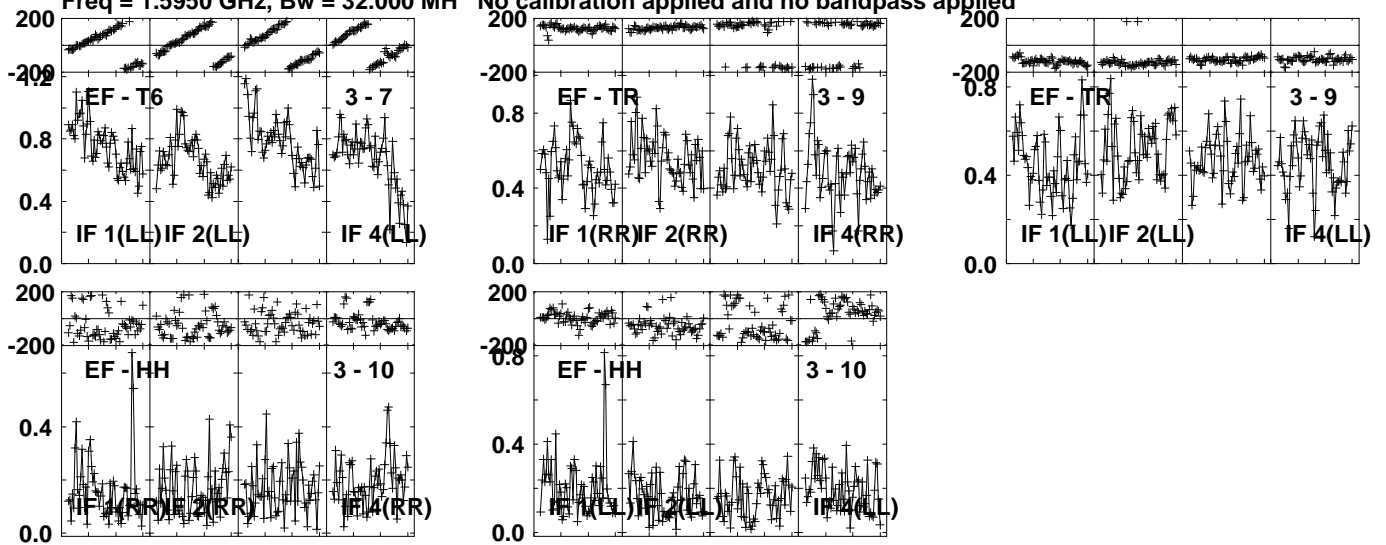 Freq = 1.5950 GHz, Bw = 32.000 MH No calibration applied and no bandpass applied
200
-200
1.2
0.8
0.4
0.0
EF - T6
3 - 7
IF 1(LL)
IF 2(LL)
IF 4(LL)
200
-200
0.8
0.4
0.0
EF - TR
3 - 9
IF 1(RR)
IF 2(RR)
IF 4(RR)
200
-200
0.8
0.4
0.0
EF - TR
3 - 9
IF 1(LL)
IF 2(LL)
IF 4(LL)
200
-200
0.4
0.0
EF - HH
3 - 10
IF 1(RR)
IF 2(RR)
IF 4(RR)
200
-200
0.8
0.4
0.0
EF - HH
3 - 10
IF 1(LL)
IF 2(LL)
IF 4(LL)